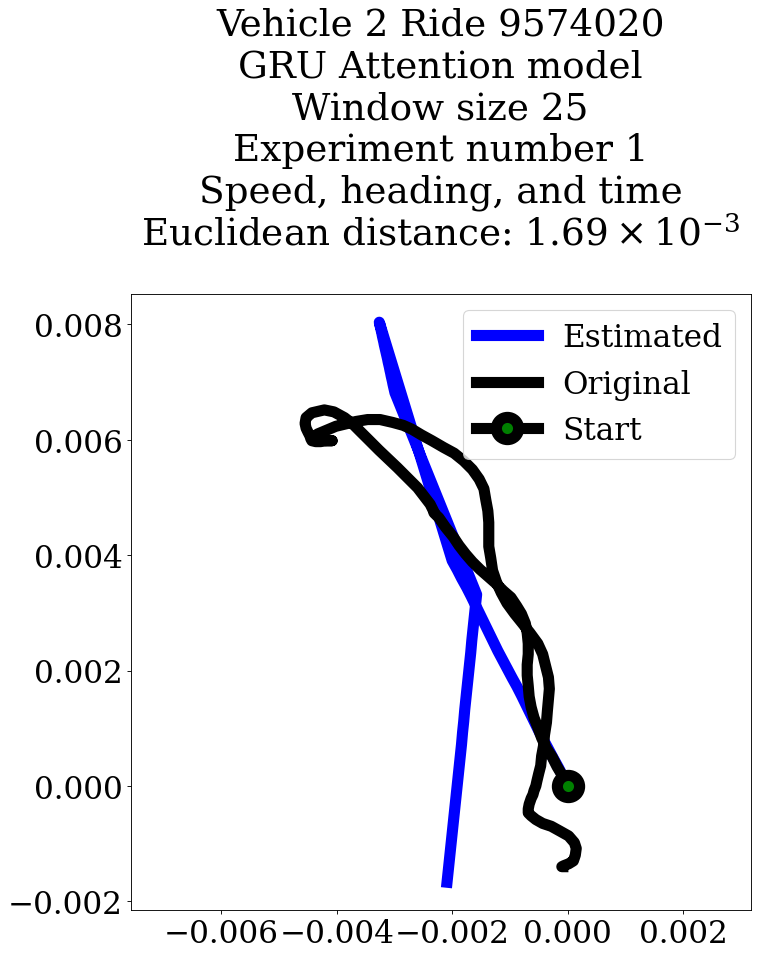 Vehicle 2 Ride 9574020
GRU Attention model
Window size 25
Experiment number 1
Speed, heading, and time
Euclidean distance: 1.69 × 10⁻³
Estimated
Original
Start
0.008
0.006
0.004
0.002
0.000
−0.002
−0.006 −0.004 −0.002 0.000 0.002